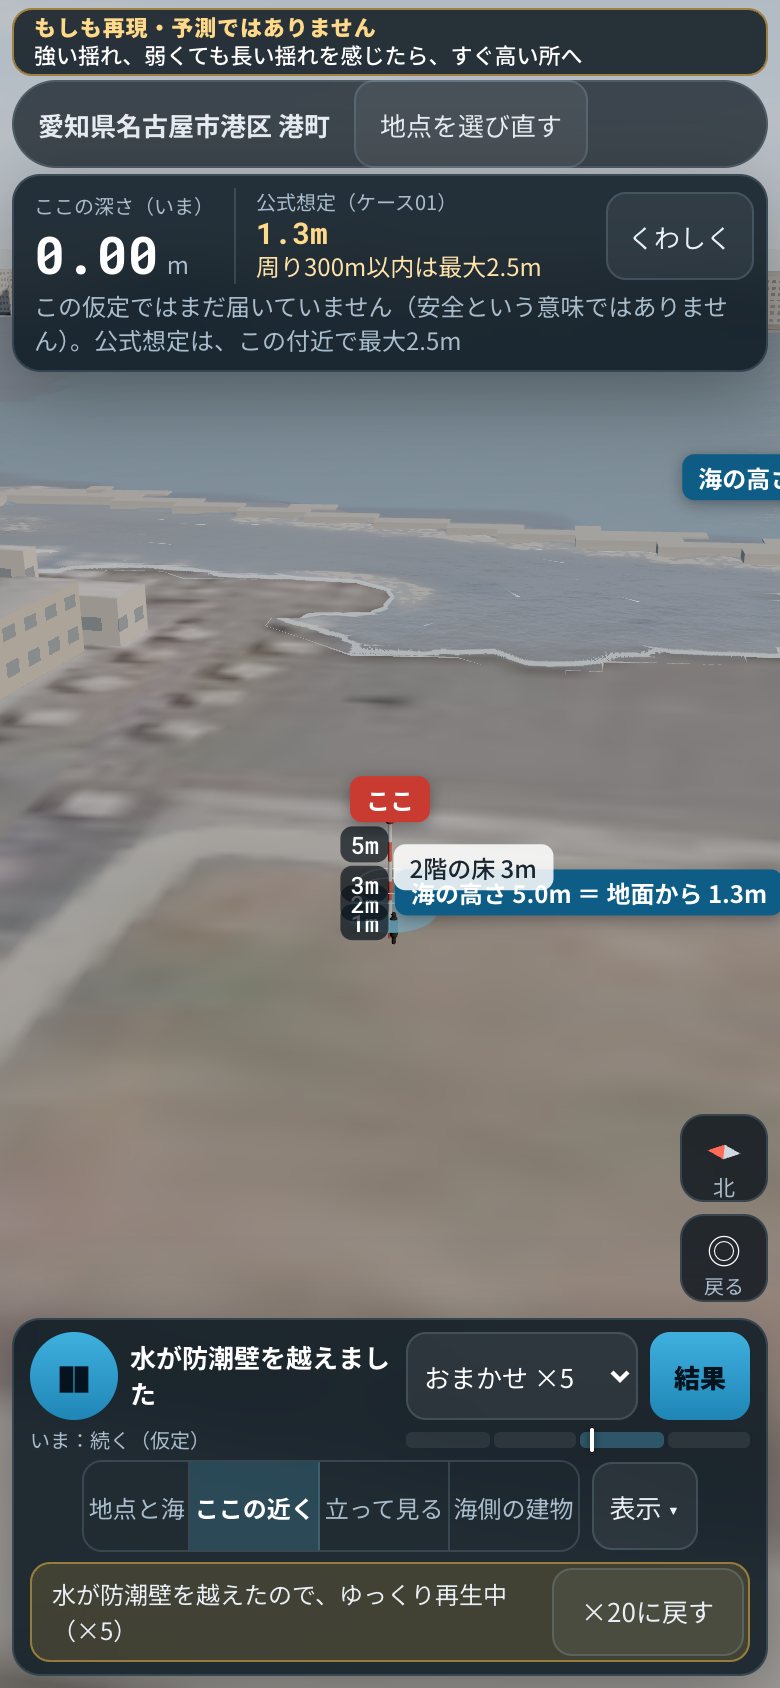 もしも再現・予測ではありません
強い揺れ、弱くても長い揺れを感じたら、すぐ高い所へ
愛知県名古屋市港区 港町
地点を選び直す
ここの深さ（いま）
0.00 m
公式想定（ケース01）
1.3m
周り300m以内は最大2.5m
くわしく
この仮定ではまだ届いていません（安全という意味ではありませ
ん）。公式想定は、この付近で最大2.5m
海の高さ
ここ
5m
3m
2m
1m
2階の床 3m
海の高さ 5.0m ＝ 地面から 1.3m
北
戻る
水が防潮壁を越えまし
た
おまかせ ×5
結果
いま：続く（仮定）
地点と海
ここの近く
立って見る
海側の建物
表示 ▾
水が防潮壁を越えたので、ゆっくり再生中
（×5）
×20に戻す